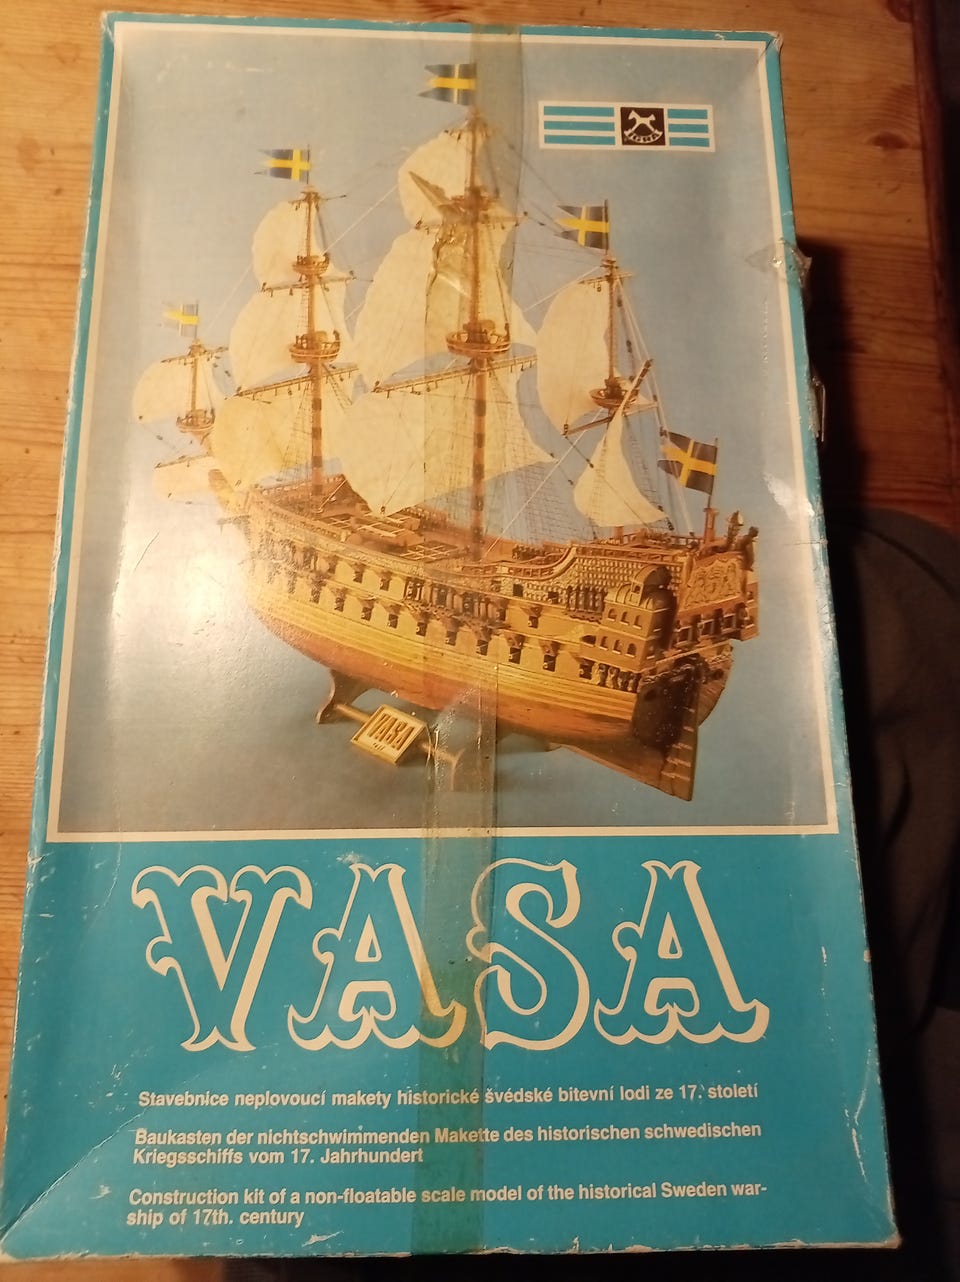 IGRA
VASA
VASA
Stavebnice neplovoucí makety historické švédské bitevní lodi ze 17. století
Baukasten der nichtschwimmenden Makette des historischen schwedischen
Kriegsschiffs vom 17. Jahrhundert
Construction kit of a non-floatable scale model of the historical Sweden war-
ship of 17th. century